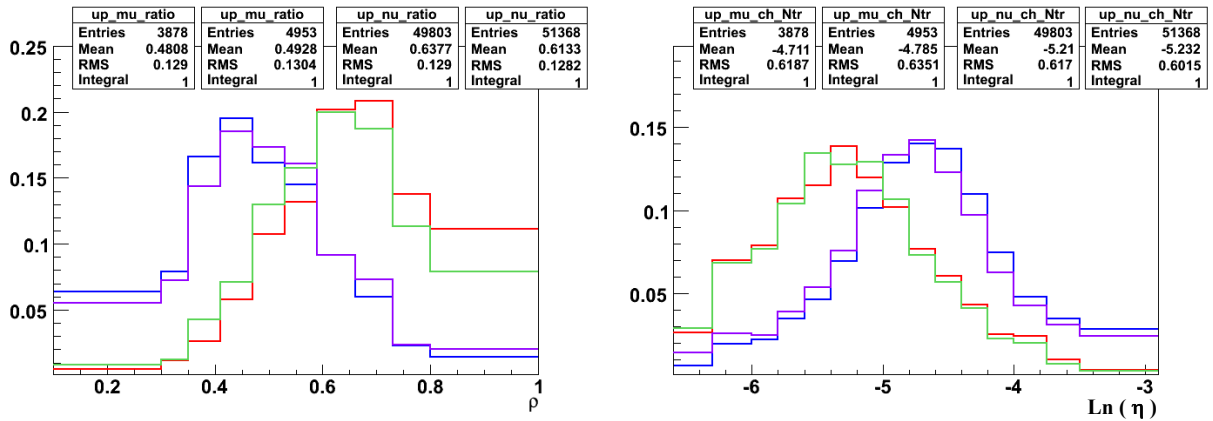 up_mu_ratio
Entries 3878
Mean 0.4808
RMS 0.129
Integral 1
up_mu_ratio
Entries 4953
Mean 0.4928
RMS 0.1304
Integral 1
up_nu_ratio
Entries 49803
Mean 0.6377
RMS 0.129
Integral 1
up_nu_ratio
Entries 51368
Mean 0.6133
RMS 0.1282
Integral 1
0.25
0.2
0.15
0.1
0.05
0.2 0.4 0.6 0.8 1
ρ
up_mu_ch_Ntr
Entries 3878
Mean -4.711
RMS 0.6187
Integral 1
up_mu_ch_Ntr
Entries 4953
Mean -4.785
RMS 0.6351
Integral 1
up_nu_ch_Ntr
Entries 49803
Mean -5.21
RMS 0.617
Integral 1
up_nu_ch_Ntr
Entries 51368
Mean -5.232
RMS 0.6015
Integral 1
0.15
0.1
0.05
-6 -5 -4 -3
Ln ( η )